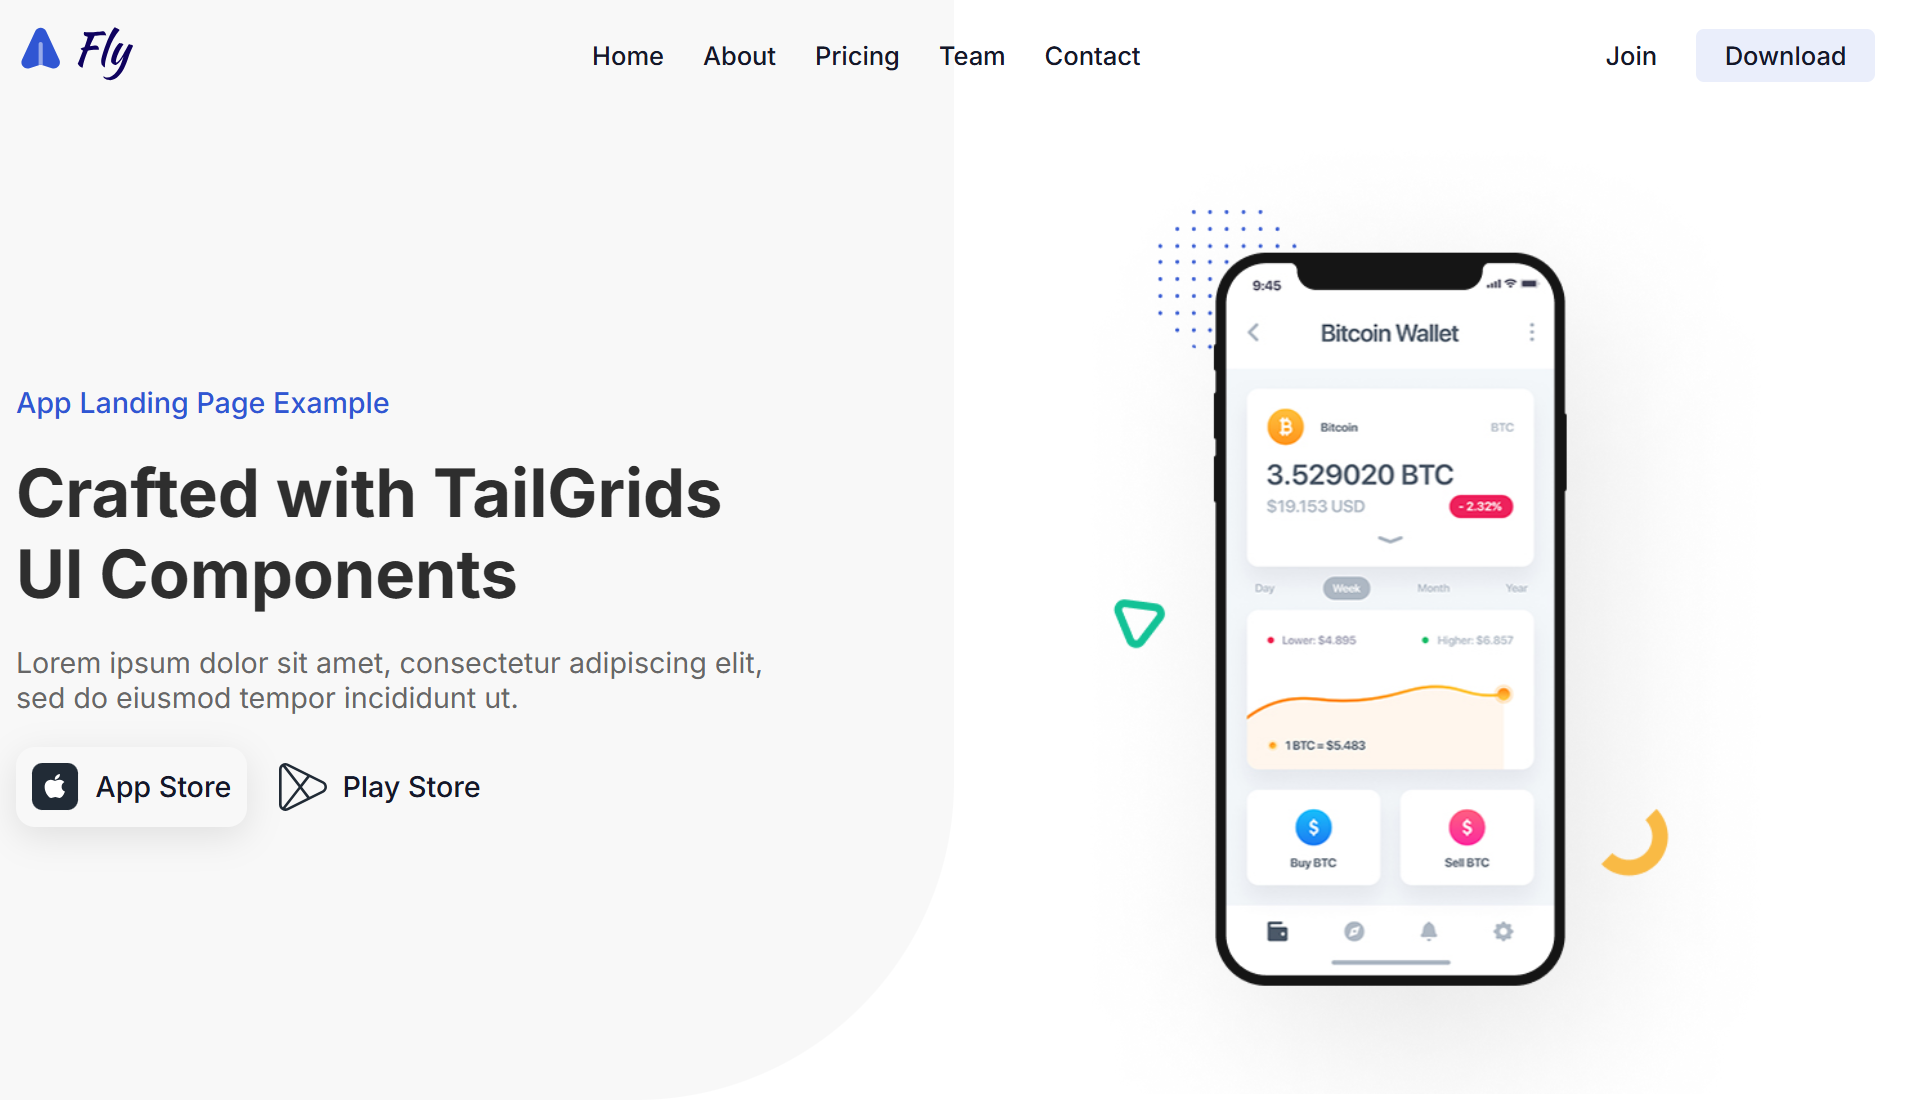 Fly
Home About Pricing Team Contact
Join Download
App Landing Page Example
Crafted with TailGrids
UI Components
Lorem ipsum dolor sit amet, consectetur adipiscing elit,
sed do eiusmod tempor incididunt ut.
App Store Play Store
9:45
Bitcoin Wallet
Bitcoin BTC
3.529020 BTC
$19.153 USD - 2.32%
Day Week Month Year
Lower: $4.895 Higher: $6.857
1 BTC = $5.483
Buy BTC Sell BTC